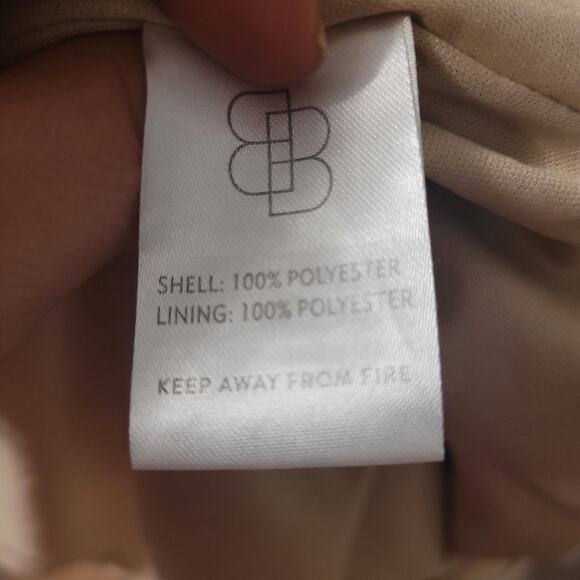 SHELL: 100% POLYESTER
LINING: 100% POLYESTER
KEEP AWAY FROM FIRE